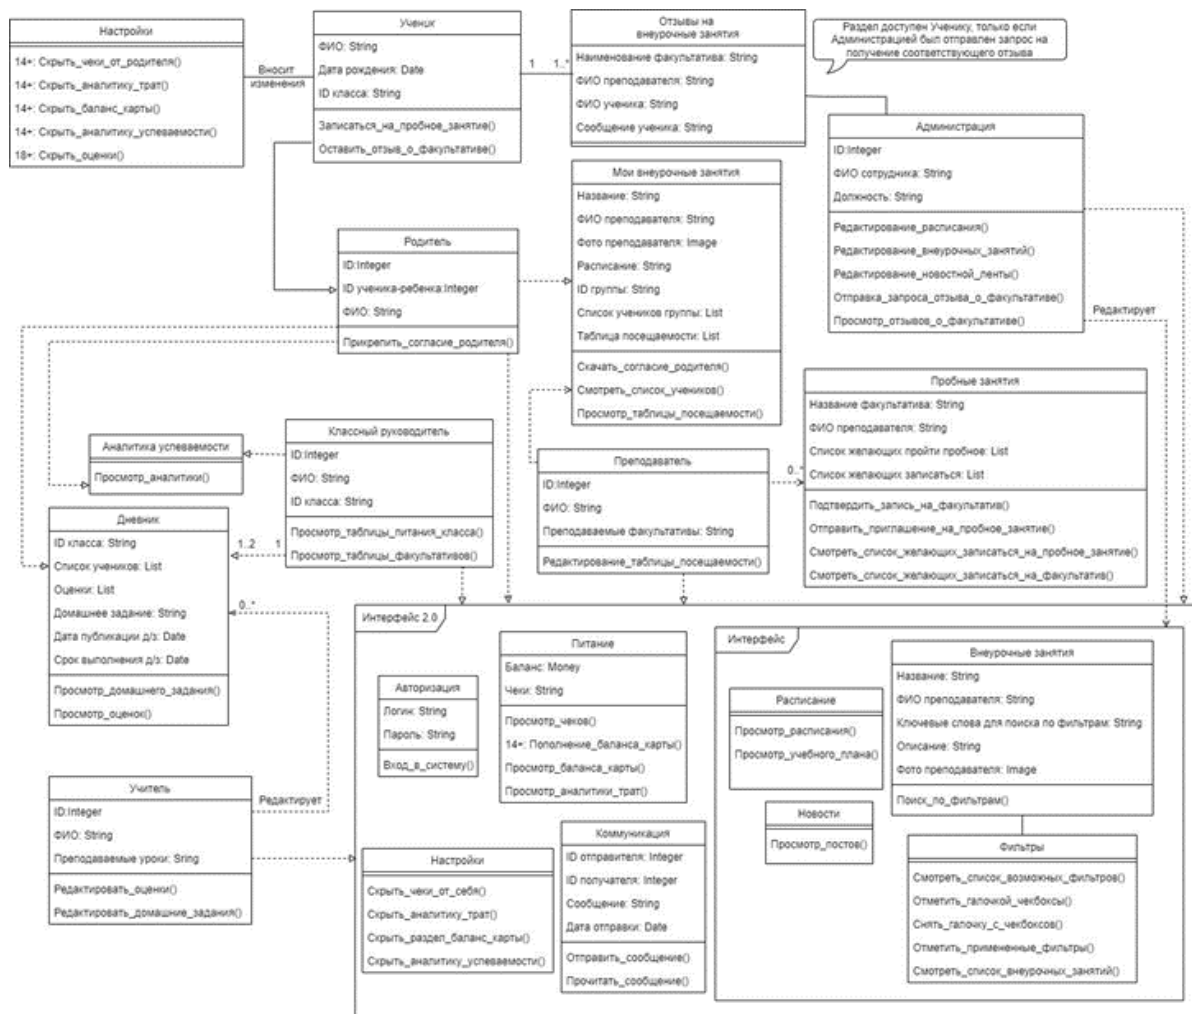 Настройки
14+: Скрыть_чеки_от_родителя()
14+: Скрыть_аналитику_трат()
14+: Скрыть_баланс_карты()
14+: Скрыть_аналитику_успеваемости()
18+: Скрыть_оценки()
Вносит
изменения
Ученик
ФИО: String
Дата рождения: Date
ID класса: String
Записаться_на_пробное_занятие()
Оставить_отзыв_о_факультативе()
1
1..*
Отзывы на
внеурочные занятия
Наименование факультатива: String
ФИО преподавателя: String
ФИО ученика: String
Сообщение ученика: String
Раздел доступен Ученику, только если
Администрацией был отправлен запрос на
получение соответствующего отзыва
Администрация
ID:Integer
ФИО сотрудника: String
Должность: String
Редактирование_расписания()
Редактирование_внеурочных_занятий()
Редактирование_новостной_ленты()
Отправка_запроса_отзыва_о_факультативе()
Просмотр_отзывов_о_факультативе()
Редактирует
Мои внеурочные занятия
Название: String
ФИО преподавателя: String
Фото преподавателя: Image
Расписание: String
ID группы: String
Список учеников группы: List
Таблица посещаемости: List
Скачать_согласие_родителя()
Смотреть_список_учеников()
Просмотр_таблицы_посещаемости()
Родитель
ID:Integer
ID ученика-ребенка:Integer
ФИО: String
Прикрепить_согласие_родителя()
Пробные занятия
Название факультатива: String
ФИО преподавателя: String
Список желающих пройти пробное: List
Список желающих записаться: List
Подтвердить_запись_на_факультатив()
Отправить_приглашение_на_пробное_занятие()
Смотреть_список_желающих_записаться_на_пробное_занятие()
Смотреть_список_желающих_записаться_на_факультатив()
Аналитика успеваемости
Просмотр_аналитики()
Классный руководитель
ID:Integer
ФИО: String
ID класса: String
Просмотр_таблицы_питания_класса()
Просмотр_таблицы_факультативов()
1..2
1
Преподаватель
ID:Integer
ФИО: String
Преподаваемые факультативы: String
Редактирование_таблицы_посещаемости()
0..*
Дневник
ID класса: String
Список учеников: List
Оценки: List
Домашнее задание: String
Дата публикации д/з: Date
Срок выполнения д/з: Date
Просмотр_домашнего_задания()
Просмотр_оценок()
0..*
Учитель
ID:Integer
ФИО: String
Преподаваемые уроки: Sring
Редактировать_оценки()
Редактировать_домашние_задания()
Редактирует
Интерфейс 2.0
Авторизация
Логин: String
Пароль: String
Вход_в_систему()
Питание
Баланс: Money
Чеки: String
Просмотр_чеков()
14+: Пополнение_баланса_карты()
Просмотр_баланса_карты()
Просмотр_аналитики_трат()
Настройки
Скрыть_чеки_от_себя()
Скрыть_аналитику_трат()
Скрыть_раздел_баланс_карты()
Скрыть_аналитику_успеваемости()
Коммуникация
ID отправителя: Integer
ID получателя: Integer
Сообщение: String
Дата отправки: Date
Отправить_сообщение()
Прочитать_сообщение()
Интерфейс
Расписание
Просмотр_расписания()
Просмотр_учебного_плана()
Новости
Просмотр_постов()
Внеурочные занятия
Название: String
ФИО преподавателя: String
Ключевые слова для поиска по фильтрам: String
Описание: String
Фото преподавателя: Image
Поиск_по_фильтрам()
Фильтры
Смотреть_список_возможных_фильтров()
Отметить_галочкой_чекбоксы()
Снять_галочку_с_чекбоксов()
Отметить_примененные_фильтры()
Смотреть_список_внеурочных_занятий()